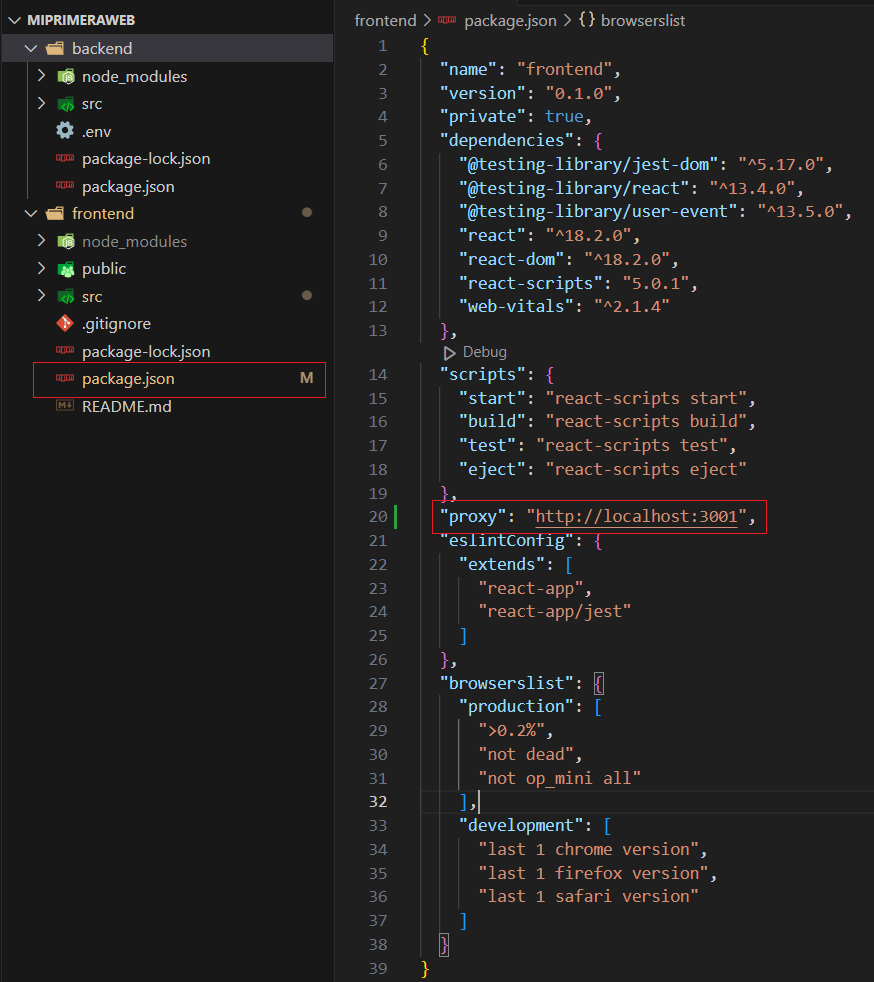 MIPRIMERAWEB
backend
node_modules
src
.env
package-lock.json
package.json
frontend
node_modules
public
src
.gitignore
package-lock.json
package.json M
README.md
frontend > package.json > {} browserslist
1 {
2 "name": "frontend",
3 "version": "0.1.0",
4 "private": true,
5 "dependencies": {
6 "@testing-library/jest-dom": "^5.17.0",
7 "@testing-library/react": "^13.4.0",
8 "@testing-library/user-event": "^13.5.0",
9 "react": "^18.2.0",
10 "react-dom": "^18.2.0",
11 "react-scripts": "5.0.1",
12 "web-vitals": "^2.1.4"
13 },
Debug
14 "scripts": {
15 "start": "react-scripts start",
16 "build": "react-scripts build",
17 "test": "react-scripts test",
18 "eject": "react-scripts eject"
19 },
20 "proxy": "http://localhost:3001",
21 "eslintConfig": {
22 "extends": [
23 "react-app",
24 "react-app/jest"
25 ]
26 },
27 "browserslist": {
28 "production": [
29 ">0.2%",
30 "not dead",
31 "not op_mini all"
32 ],
33 "development": [
34 "last 1 chrome version",
35 "last 1 firefox version",
36 "last 1 safari version"
37 ]
38 }
39 }